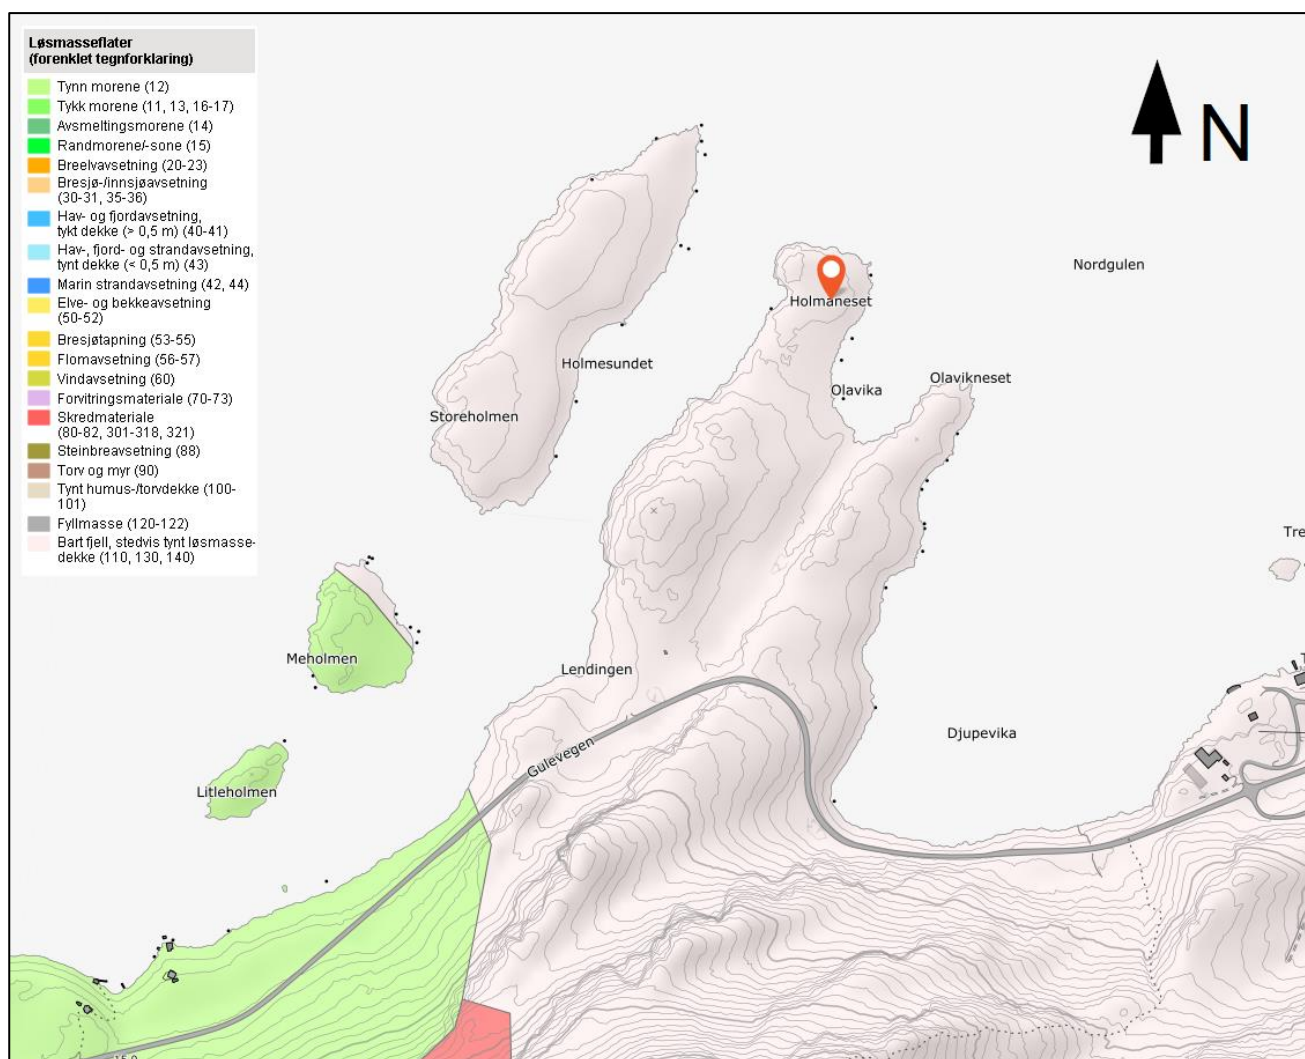 Løsmasseflater
(forenklet tegnforklaring)
Tynn morene (12)
Tykk morene (11, 13, 16-17)
Avsmeltingsmorene (14)
Randmorene/-sone (15)
Breelvavsetning (20-23)
Bresjø-/innsjøavsetning
(30-31, 35-36)
Hav- og fjordavsetning,
tykt dekke (> 0,5 m) (40-41)
Hav-, fjord- og strandavsetning,
tynt dekke (< 0,5 m) (43)
Marin strandavsetning (42, 44)
Elve- og bekkeavsetning
(50-52)
Bresjøtapning (53-55)
Flomavsetning (56-57)
Vindavsetning (60)
Forvitringsmateriale (70-73)
Skredmateriale
(80-82, 301-318, 321)
Steinbreavsetning (88)
Torv og myr (90)
Tynt humus-/torvdekke (100-
101)
Fyllmasse (120-122)
Bart fjell, stedvis tynt løsmasse-
dekke (110, 130, 140)
N
Nordgulen
Holmaneset
Holmesundet
Olavikneset
Olavika
Storeholmen
Tre
Meholmen
Lendingen
T
Djupevika
Gulevegen
Litleholmen